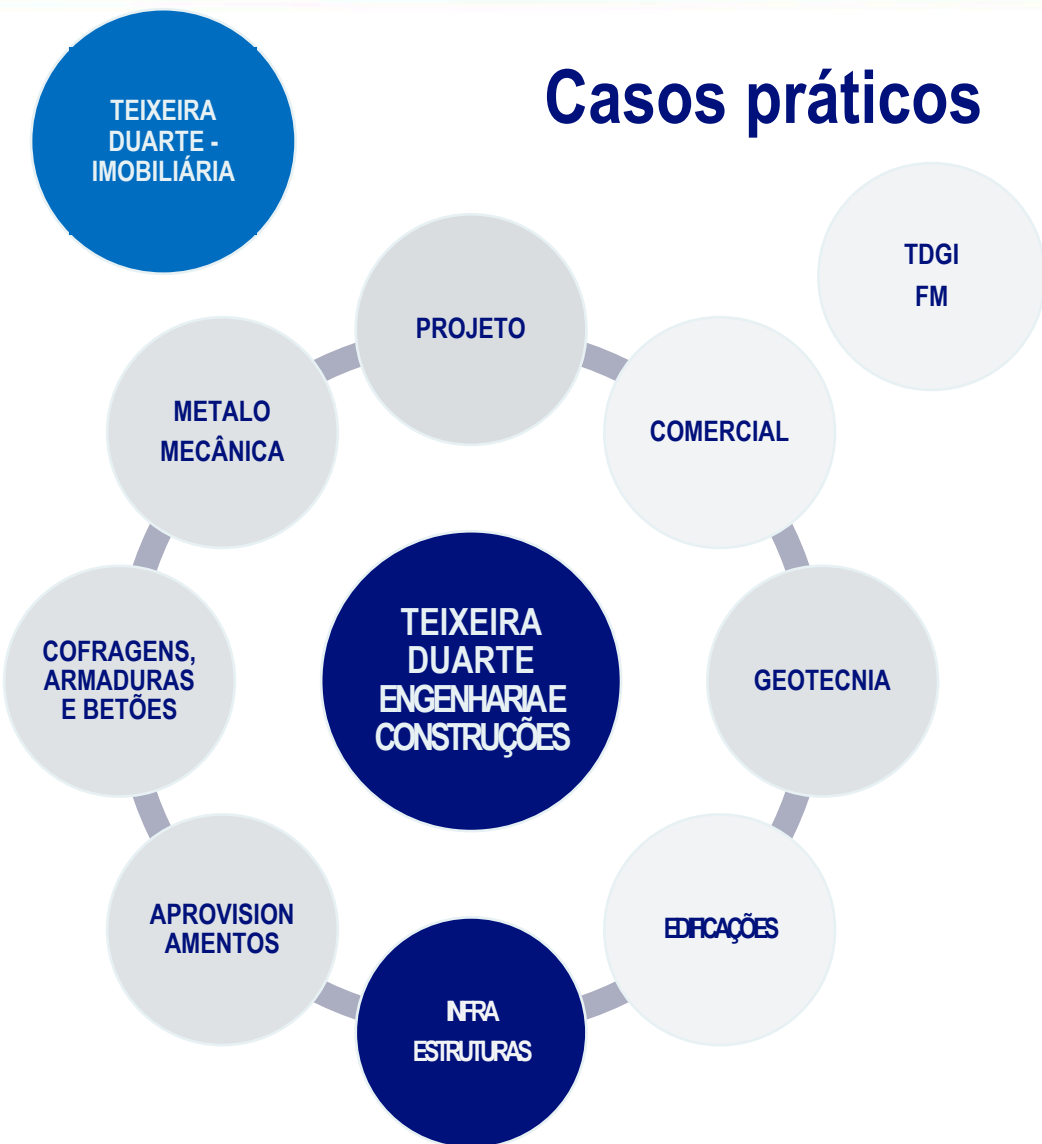 Casos práticos
TEIXEIRA
DUARTE -
IMOBILIÁRIA
TDGI
FM
PROJETO
COMERCIAL
GEOTECNIA
EDIFICAÇÕES
INFRA
ESTRUTURAS
APROVISION
AMENTOS
COFRAGENS,
ARMADURAS
E BETÕES
METALO
MECÂNICA
TEIXEIRA
DUARTE
ENGENHARIA E
CONSTRUÇÕES